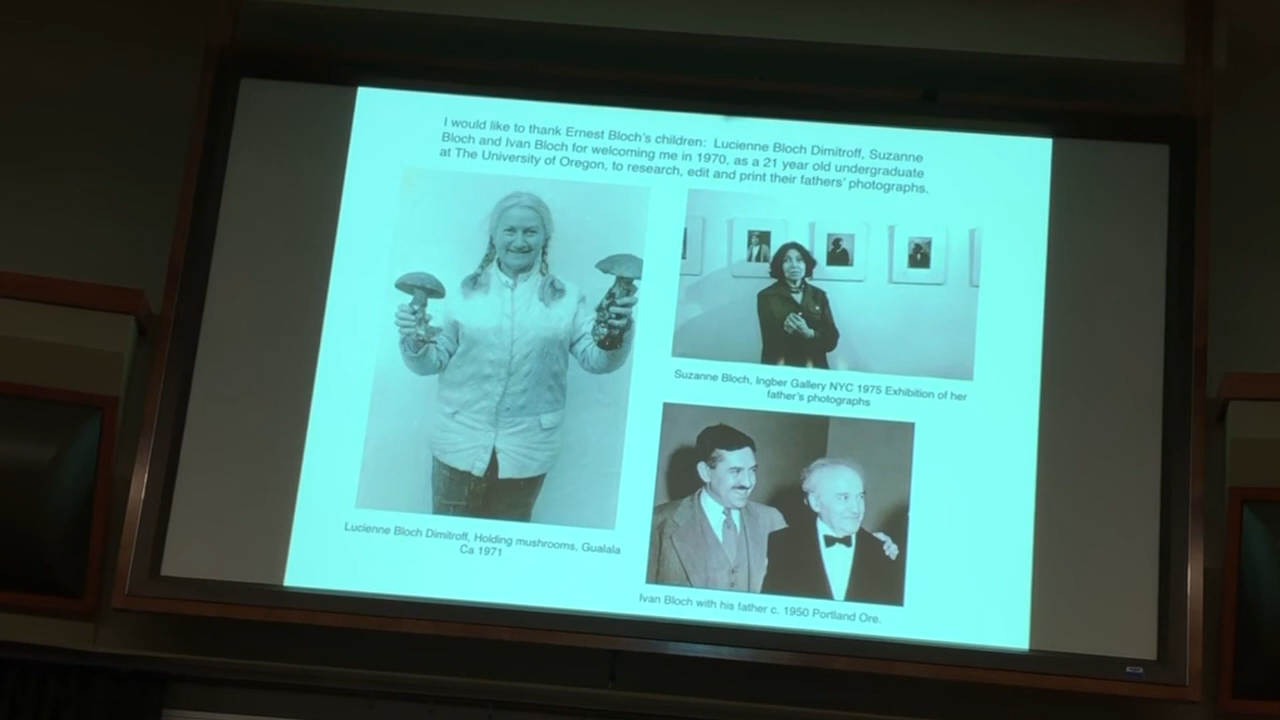 I would like to thank Ernest Bloch's children: Lucienne Bloch Dimitroff, Suzanne
Bloch and Ivan Bloch for welcoming me in 1970, as a 21 year old undergraduate
at The University of Oregon, to research, edit and print their fathers' photographs.
Suzanne Bloch, Ingber Gallery NYC 1975 Exhibition of her
father's photographs
Lucienne Bloch Dimitroff, Holding mushrooms, Gualala
Ca 1971
Ivan Bloch with his father c. 1950 Portland Ore.